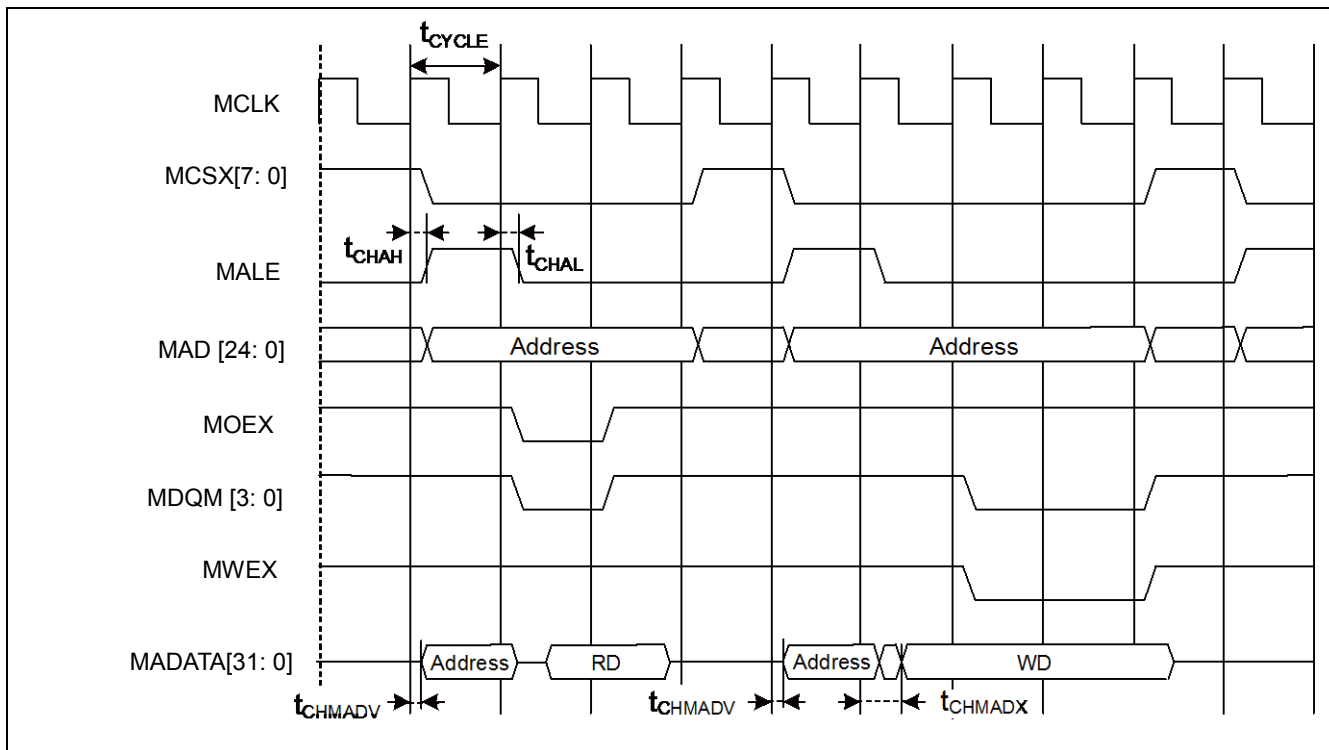 tCYCLE
MCLK
MCSX[7: 0]
tCHAH
tCHAL
MALE
MAD [24: 0]
Address
Address
MOEX
MDQM [3: 0]
MWEX
MADATA[31: 0]
Address
RD
Address
WD
tCHMADV
tCHMADV
tCHMADX